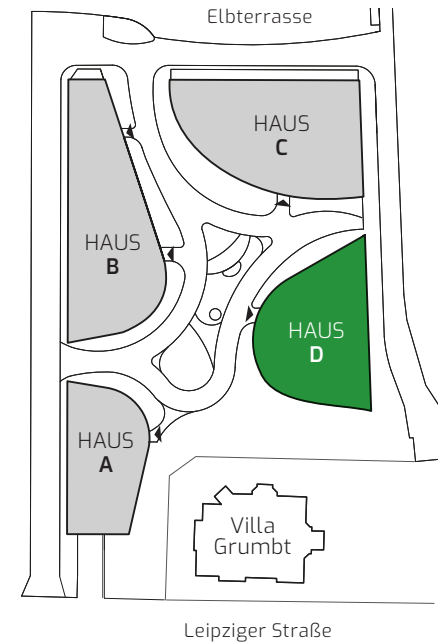 Elbterrasse
HAUS
C
HAUS
B
HAUS
D
HAUS
A
Villa
Grumbt
Leipziger Straße